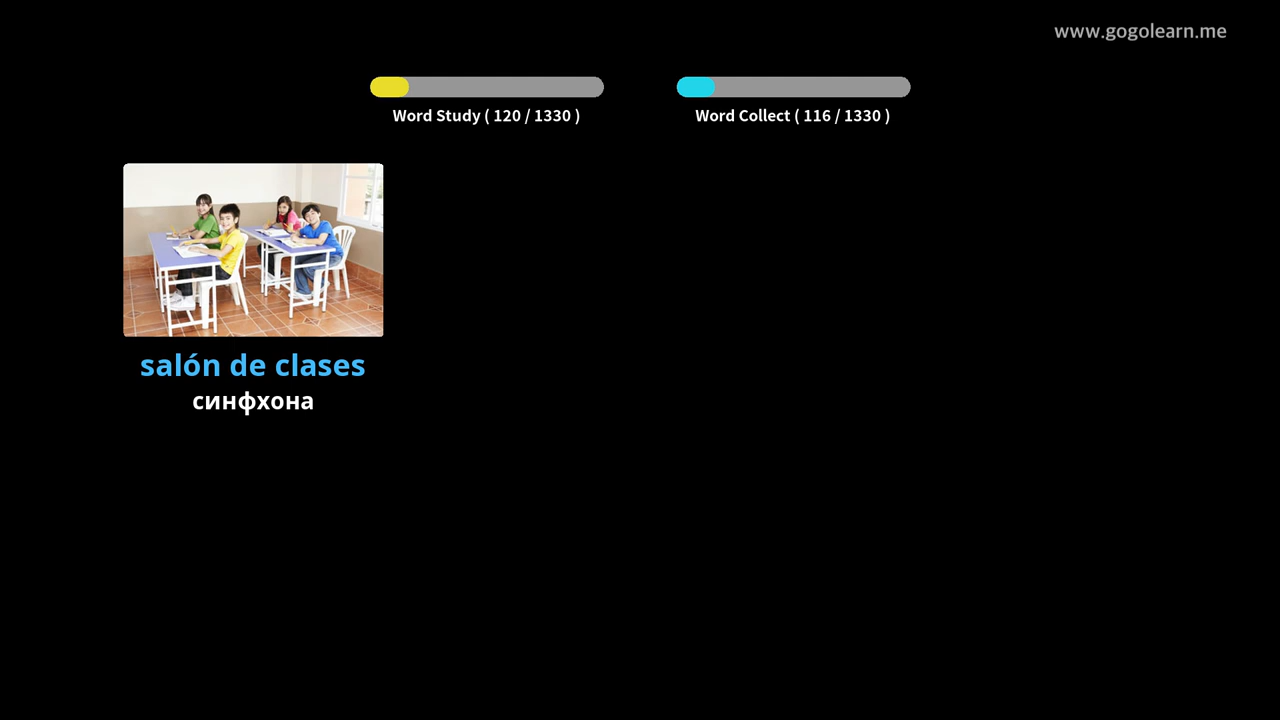 www.gogolearn.me
Word Study ( 120 / 1330 )
Word Collect ( 116 / 1330 )
salón de clases
синфхона